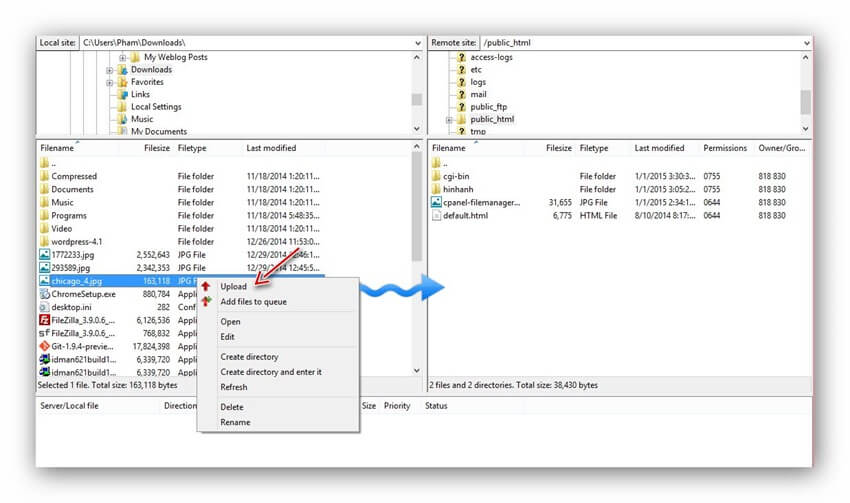 Local site: C:\Users\Pham\Downloads\
My Weblog Posts
Downloads
Favorites
Links
Local Settings
Music
My Documents
Filename Filesize Filetype Last modified
..
Compressed File folder 11/18/2014 1:20:11...
Documents File folder 11/18/2014 1:20:11...
Music File folder 11/18/2014 1:20:11...
Programs File folder 11/18/2014 5:48:35...
Video File folder 11/18/2014 1:20:11...
wordpress-4.1 File folder 12/26/2014 11:53:0...
1772233.jpg 2,552,643 JPG File 12/29/2014 12:46:1...
293589.jpg 2,342,353 JPG File 12/29/2014 12:45:5...
chicago_4.jpg 163,118 JPG F
ChromeSetup.exe 880,784 Appli
desktop.ini 282 Conf
FileZilla_3.9.0.6_... 6,126,536 Appli
FileZilla_3.9.0.6... 768,832 Appli
Git-1.9.4-previe... 17,824,398 Appli
idman621build1... 6,339,720 Appli
idman621build1... 6,339,720 Appli
Selected 1 file. Total size: 163,118 bytes
Upload
Add files to queue
Open
Edit
Create directory
Create directory and enter it
Refresh
Delete
Rename
Remote site: /public_html
access-logs
etc
logs
mail
public_ftp
public_html
tmp
Filename Filesize Filetype Last modified Permissions Owner/Gro...
..
cgi-bin File folder 1/1/2015 3:30:3... 0755 818 830
hinhanh File folder 1/1/2015 3:05:2... 0755 818 830
cpanel-filemanager... 31,655 JPG File 1/1/2015 2:34:1... 0644 818 830
default.html 6,775 HTML File 8/10/2014 8:17:... 0644 818 830
2 files and 2 directories. Total size: 38,430 bytes
Server/Local file Direction Size Priority Status